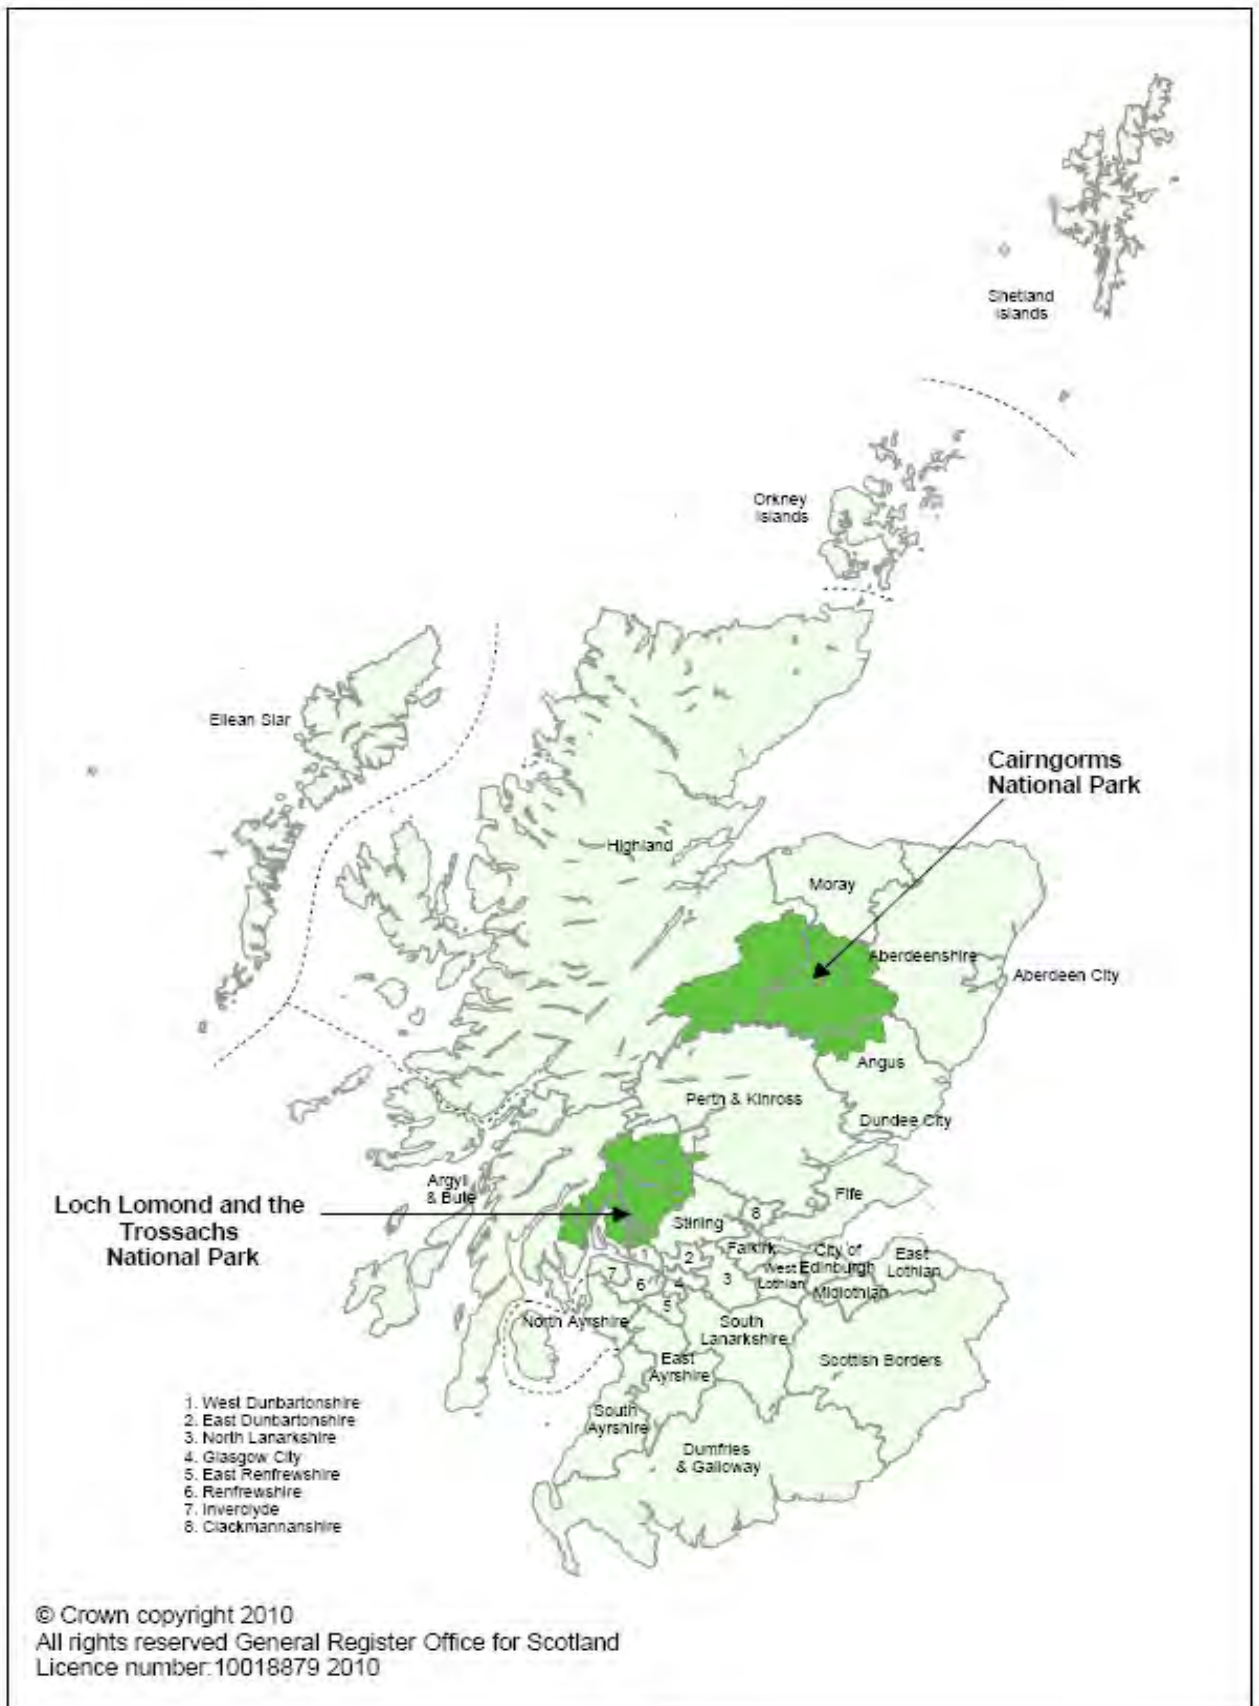 Shetland
Islands
Orkney
Islands
Eilean Siar
Cairngorms
National Park
Highland
Moray
Aberdeenshire
Aberdeen City
Angus
Perth & Kinross
Dundee City
Argyll
& Bute
Loch Lomond and the
Trossachs
National Park
Fife
8
Stirling
1
2
Falkirk
City of
Edinburgh
East
Lothian
West
Lothian
Midlothian
7
6
4
3
5
North Ayrshire
South
Lanarkshire
East
Ayrshire
Scottish Borders
South
Ayrshire
Dumfries
& Galloway
1. West Dunbartonshire
2. East Dunbartonshire
3. North Lanarkshire
4. Glasgow City
5. East Renfrewshire
6. Renfrewshire
7. Inverclyde
8. Clackmannanshire
© Crown copyright 2010
All rights reserved General Register Office for Scotland
Licence number:10018879 2010